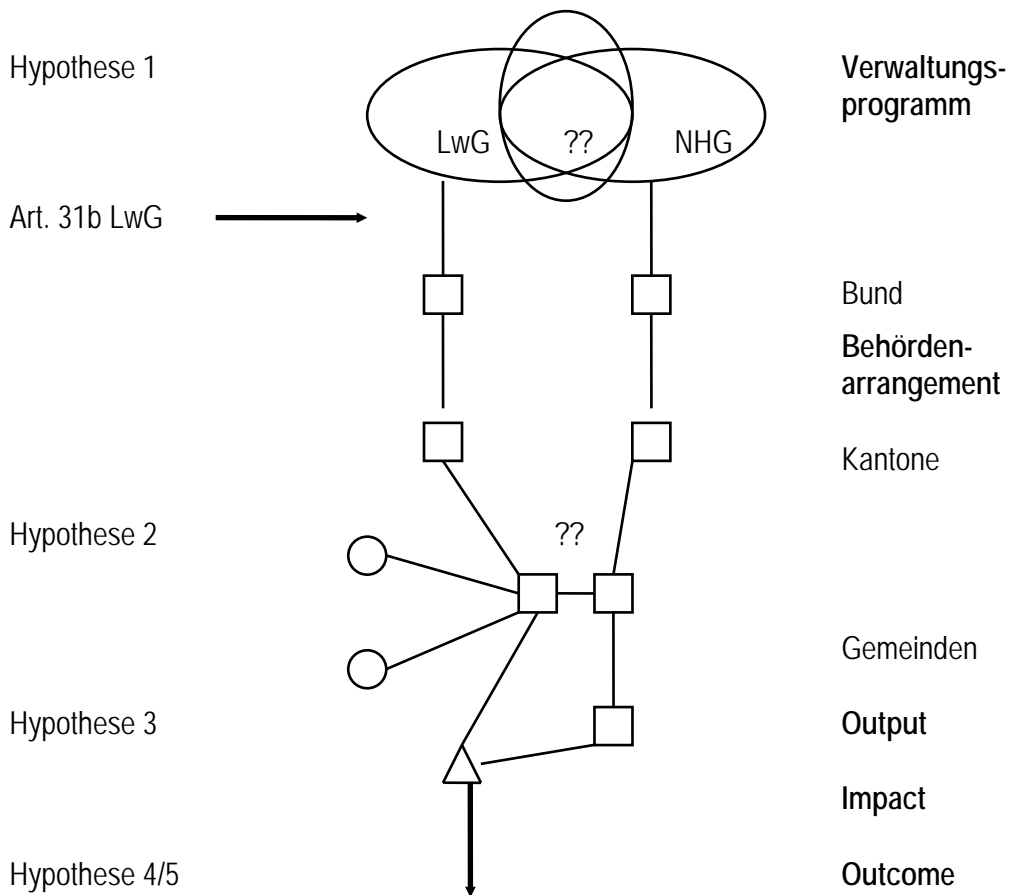 Hypothese 1
Verwaltungs-
programm
LwG
??
NHG
Art. 31b LwG
Bund
Behörden-
arrangement
Kantone
Hypothese 2
??
Gemeinden
Hypothese 3
Output
Impact
Hypothese 4/5
Outcome